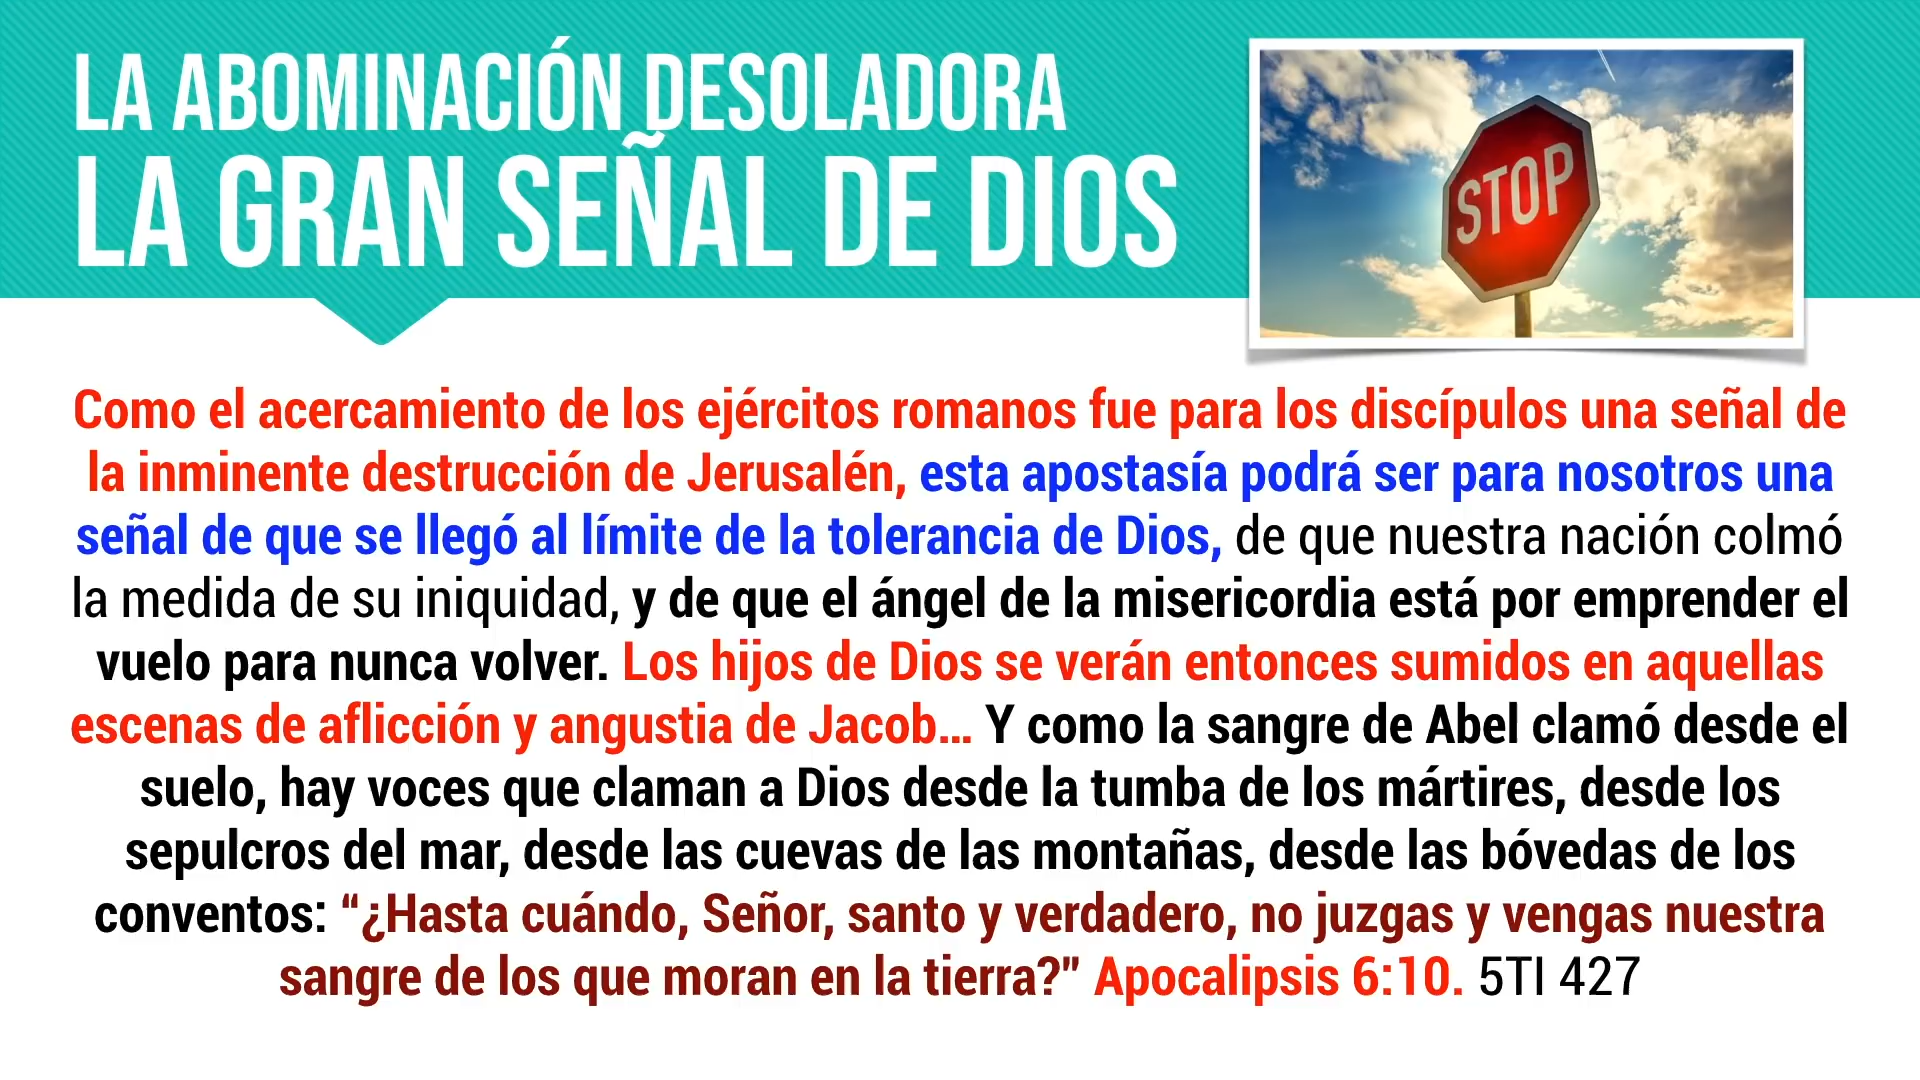 LA ABOMINACIÓN DESOLADORA
LA GRAN SEÑAL DE DIOS
STOP
Como el acercamiento de los ejércitos romanos fue para los discípulos una señal de
la inminente destrucción de Jerusalén, esta apostasía podrá ser para nosotros una
señal de que se llegó al límite de la tolerancia de Dios, de que nuestra nación colmó
la medida de su iniquidad, y de que el ángel de la misericordia está por emprender el
vuelo para nunca volver. Los hijos de Dios se verán entonces sumidos en aquellas
escenas de aflicción y angustia de Jacob... Y como la sangre de Abel clamó desde el
suelo, hay voces que claman a Dios desde la tumba de los mártires, desde los
sepulcros del mar, desde las cuevas de las montañas, desde las bóvedas de los
conventos: “¿Hasta cuándo, Señor, santo y verdadero, no juzgas y vengas nuestra
sangre de los que moran en la tierra?” Apocalipsis 6:10. 5TI 427